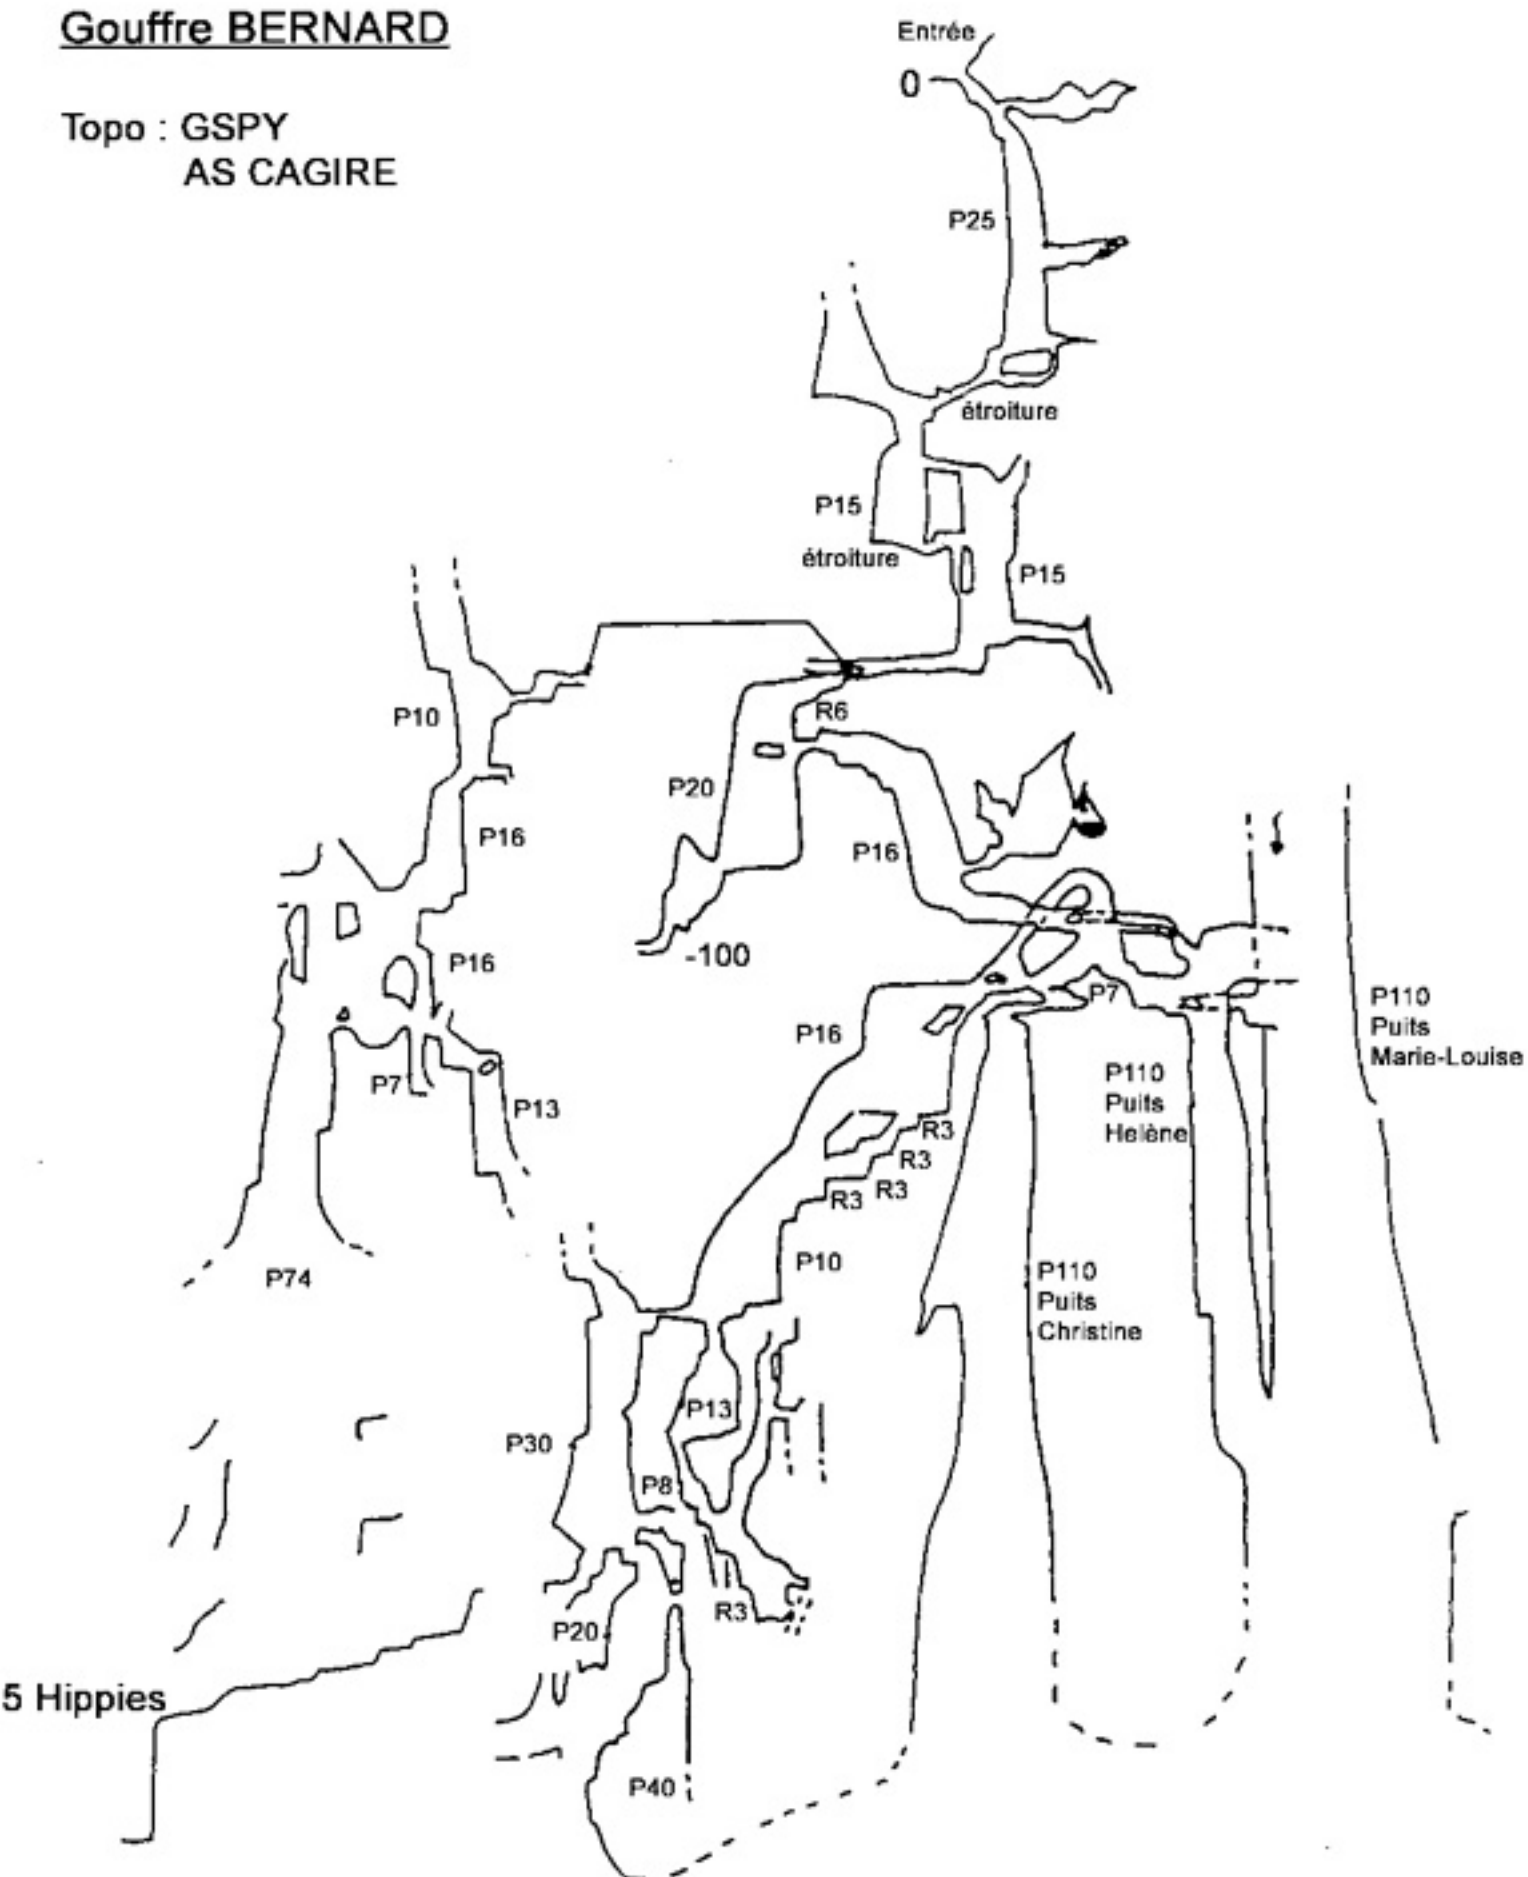 Gouffre BERNARD
Topo : GSPY
AS CAGIRE
Entrée
0
P25
étroiture
P15
étroiture
P15
P10
R6
P20
P16
P16
-100
P16
P7
P16
P110
Puits
Marie-Louise
P7
P13
P110
Puits
Helène
R3
R3
R3
R3
P10
P74
P110
Puits
Christine
P13
P30
P8
R3
P20
5 Hippies
P40